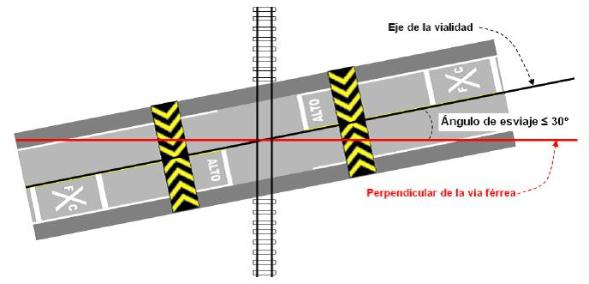 Eje de la vialidad
F C
ALTO
Ángulo de esviaje ≤ 30°
ALTO
Perpendicular de la vía férrea
F C